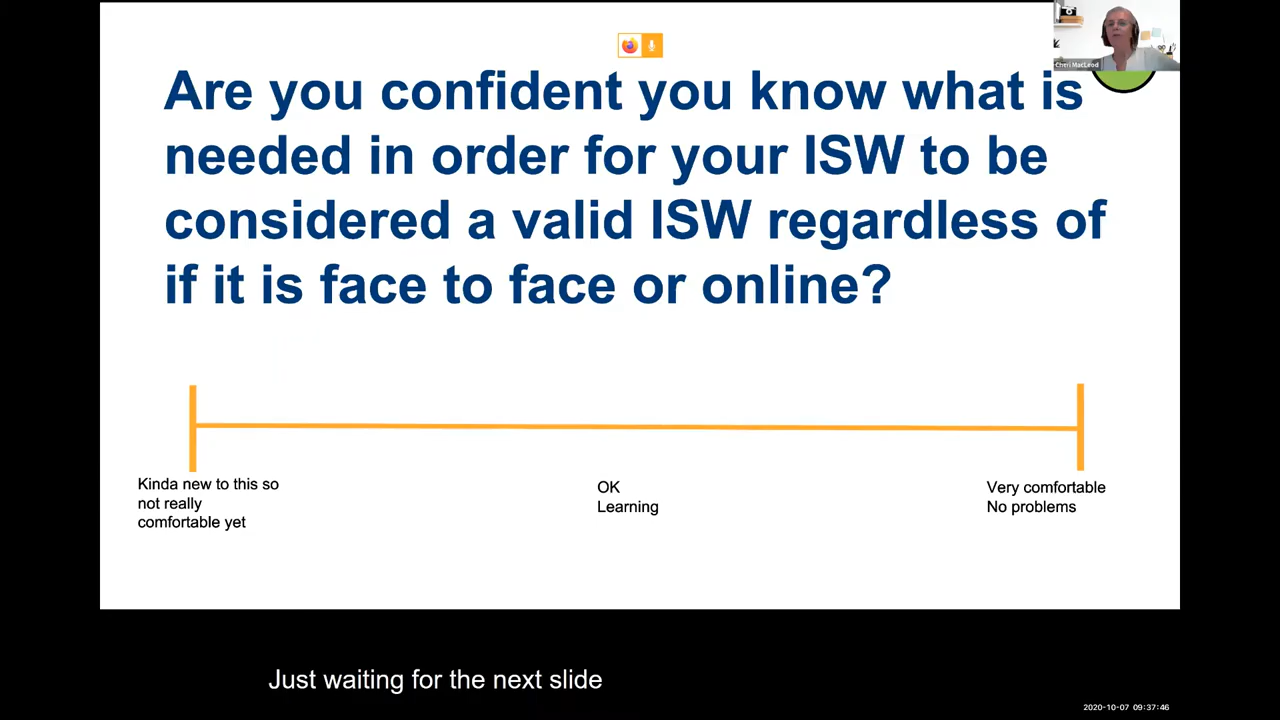 Are you confident you know what is
needed in order for your ISW to be
considered a valid ISW regardless of
if it is face to face or online?
Cheri MacLeod
Kinda new to this so
not really
comfortable yet
OK
Learning
Very comfortable
No problems
Just waiting for the next slide
2020-10-07 09:37:46